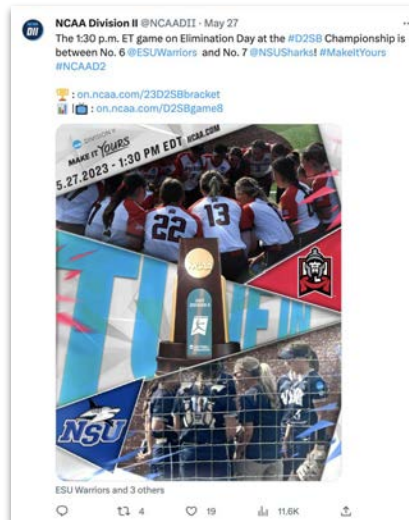 NCAA Division II @NCAADII · May 27
The 1:30 p.m. ET game on Elimination Day at the #D2SB Championship is
between No. 6 @ESUWarriors and No. 7 @NSUSharks! #MakeItYours
#NCAAD2
🏆 : on.ncaa.com/23D2SBbracket
📊 |📺 : on.ncaa.com/D2SBgame8
DIVISION II
MAKE IT YOURS
5.27.2023 - 1:30 PM EDT NCAA.COM
22
13
TUNE IN
NCAA
NSU
ESU Warriors and 3 others
4
19
11.6K